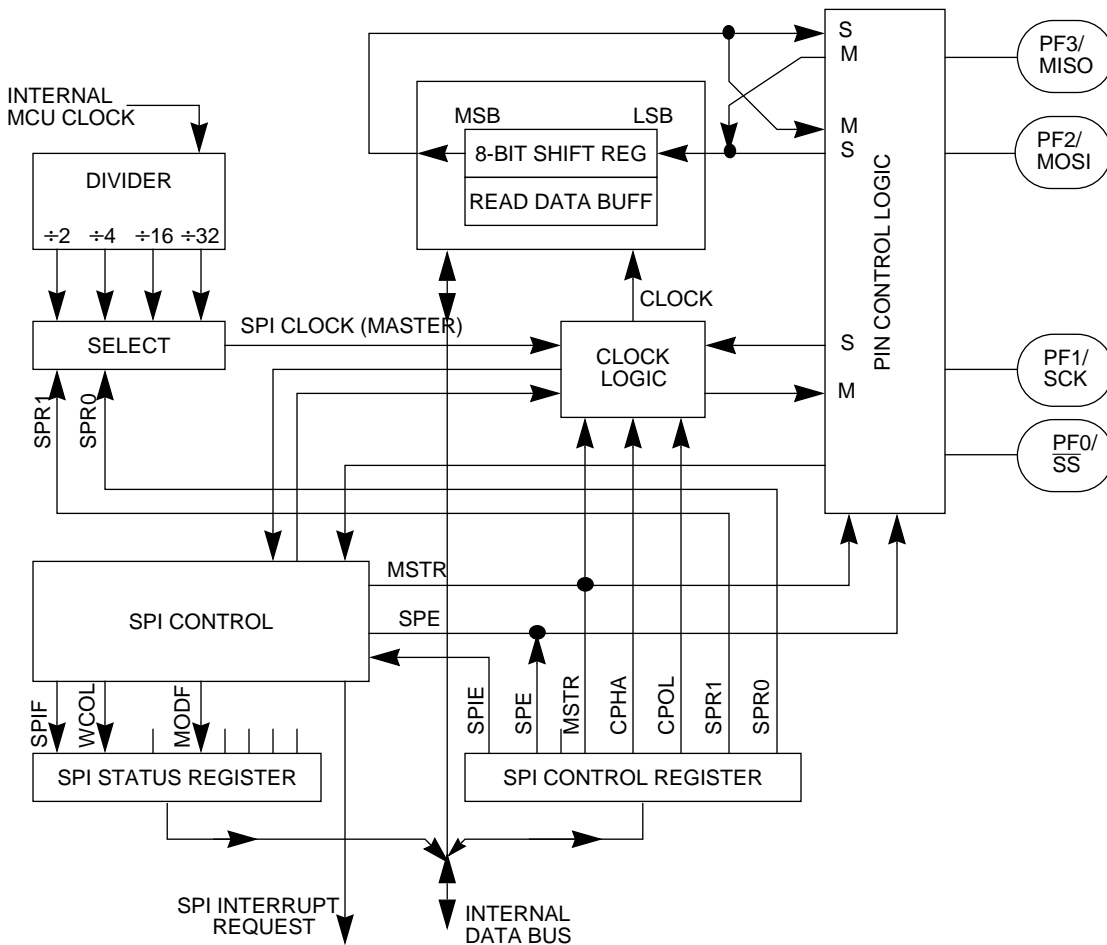 S
M
PF3/
MISO
INTERNAL
MCU CLOCK
MSB
LSB
M
S
8-BIT SHIFT REG
PF2/
MOSI
DIVIDER
READ DATA BUFF
÷2 ÷4 ÷16 ÷32
PIN CONTROL LOGIC
CLOCK
SPI CLOCK (MASTER)
SELECT
CLOCK
LOGIC
S
M
PF1/
SCK
SPR1
SPR0
PF0/
SS
MSTR
SPI CONTROL
SPE
SPIF
WCOL
MODF
SPIE
SPE
MSTR
CPHA
CPOL
SPR1
SPR0
SPI STATUS REGISTER
SPI CONTROL REGISTER
SPI INTERRUPT
REQUEST
INTERNAL
DATA BUS